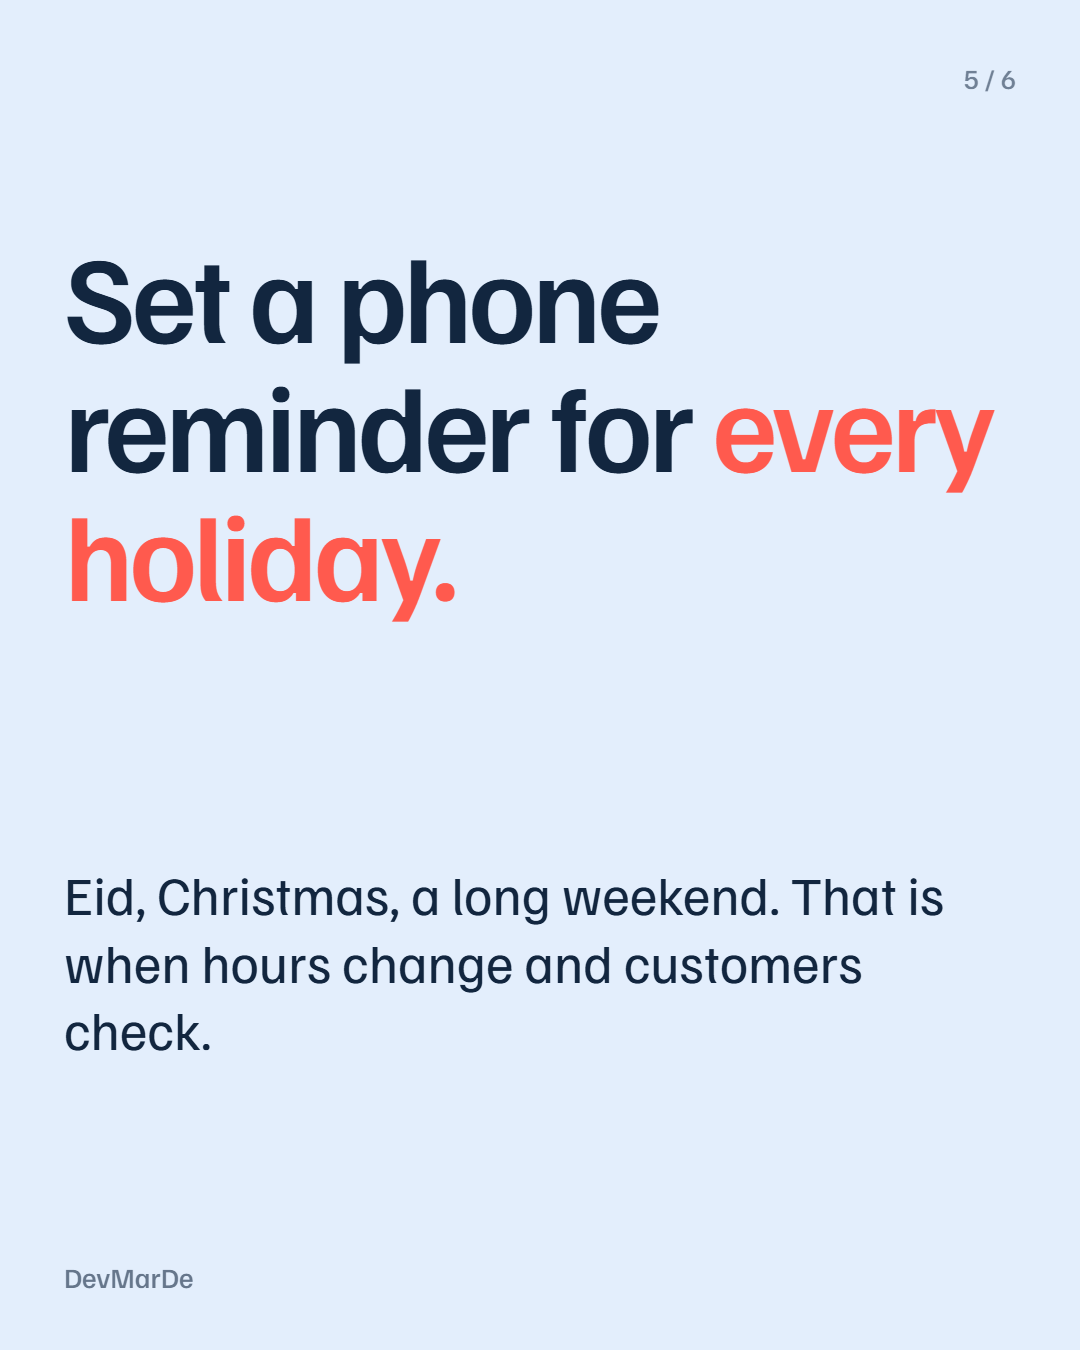 5 / 6
Set a phone
reminder for every
holiday.
Eid, Christmas, a long weekend. That is
when hours change and customers
check.
DevMarDe